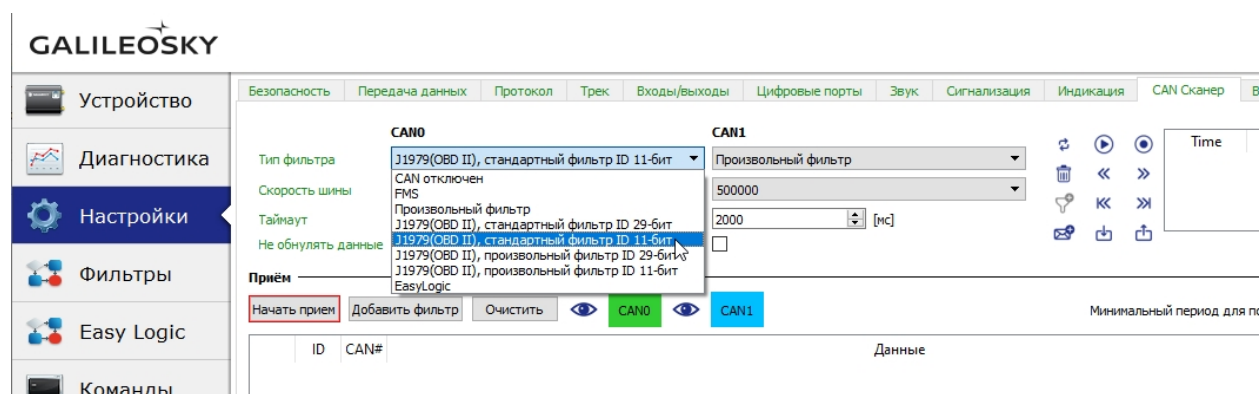 GALILEOSKY
Устройство
Диагностика
Настройки
Фильтры
Easy Logic
Команды
Безопасность Передача данных Протокол Трек Входы/выходы Цифровые порты Звук Сигнализация Индикация CAN Сканер
CAN0 CAN1
Тип фильтра J1979(OBD II), стандартный фильтр ID 11-бит Произвольный фильтр
CAN отключен
FMS
Произвольный фильтр
J1979(OBD II), стандартный фильтр ID 29-бит
J1979(OBD II), стандартный фильтр ID 11-бит
J1979(OBD II), произвольный фильтр ID 29-бит
J1979(OBD II), произвольный фильтр ID 11-бит
EasyLogic
Скорость шины 500000
Таймаут 2000 [мс]
Не обнулять данные
Time
Приём
Начать прием Добавить фильтр Очистить CAN0 CAN1 Минимальный период для
ID CAN# Данные